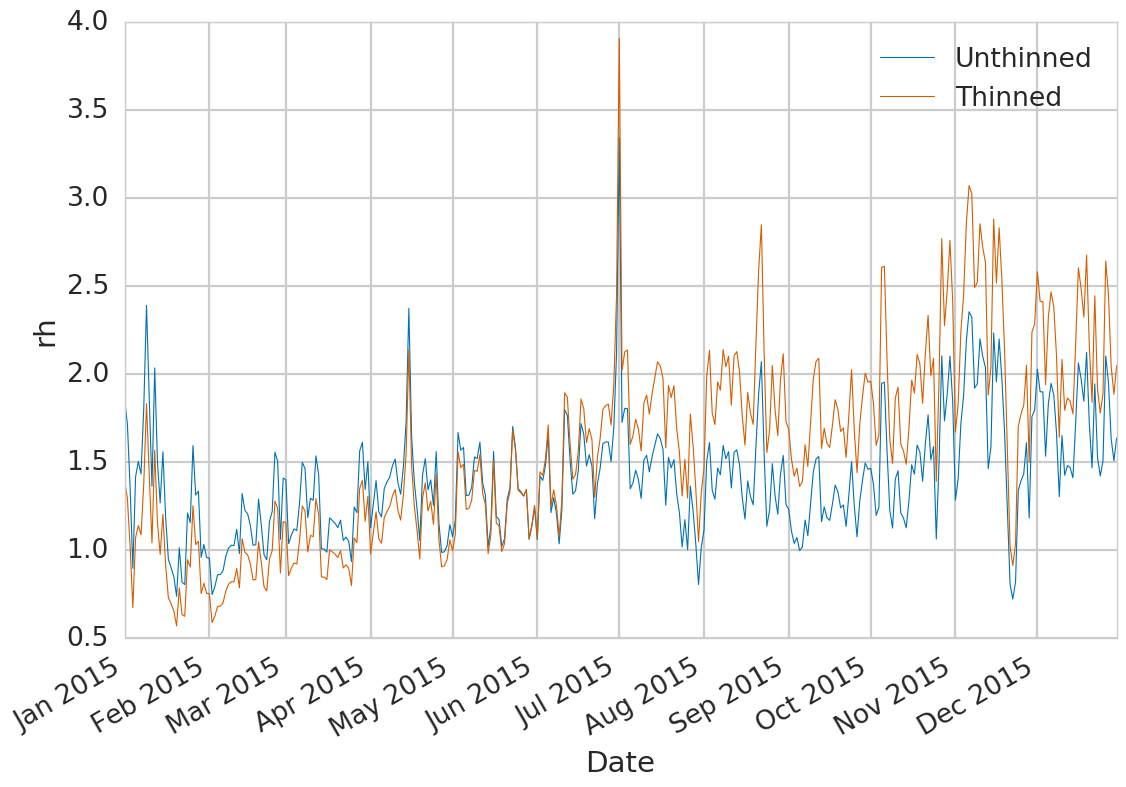 4.0
3.5
3.0
2.5
2.0
1.5
1.0
0.5
rh
Unthinned
Thinned
Jan 2015
Feb 2015
Mar 2015
Apr 2015
May 2015
Jun 2015
Jul 2015
Aug 2015
Sep 2015
Oct 2015
Nov 2015
Dec 2015
Date